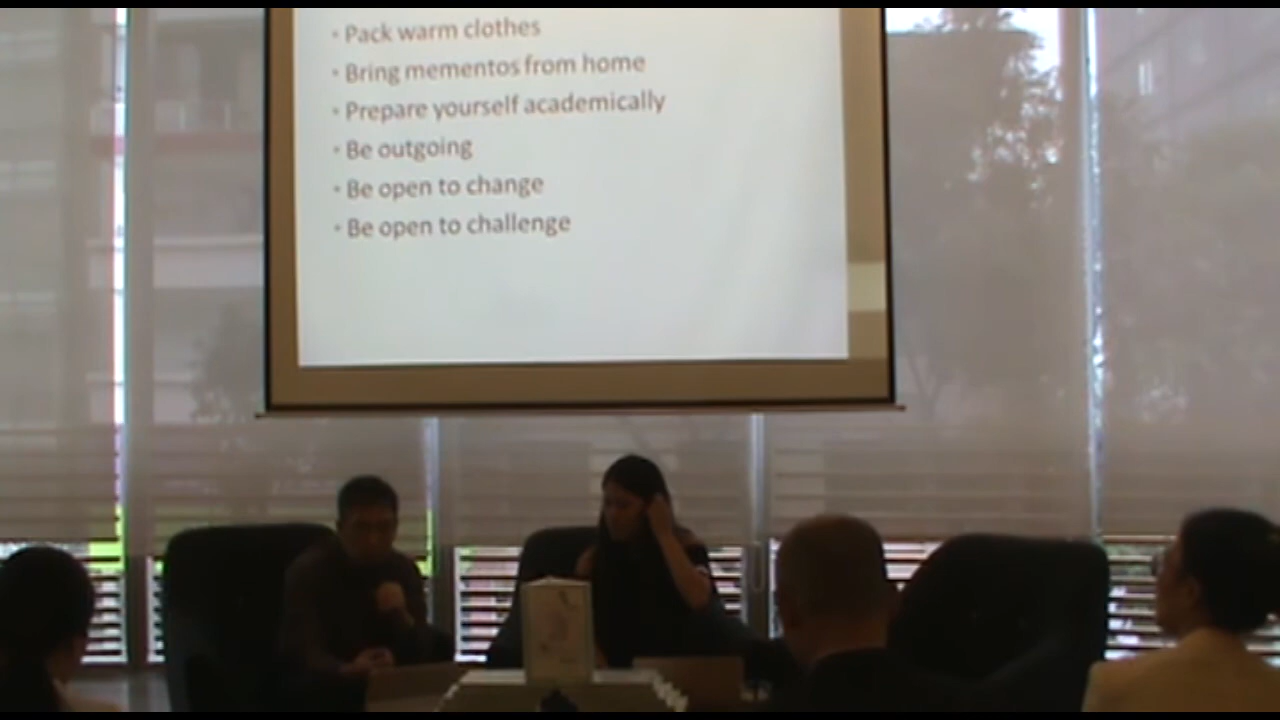 • Pack warm clothes
• Bring mementos from home
• Prepare yourself academically
• Be outgoing
• Be open to change
• Be open to challenge